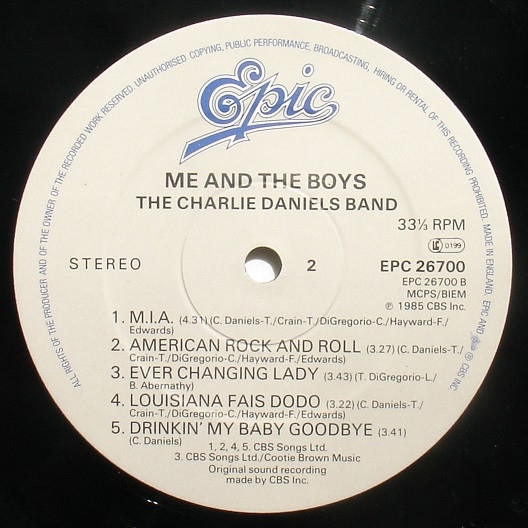 ALL RIGHTS OF THE PRODUCER AND OF THE OWNER OF THE RECORDED WORK RESERVED. UNAUTHORISED COPYING, PUBLIC PERFORMANCE, BROADCASTING, HIRING OR RENTAL OF THIS RECORDING PROHIBITED. MADE IN ENGLAND. EPIC AND
® CBS INC.
Epic
ME AND THE BOYS
THE CHARLIE DANIELS BAND
33⅓ RPM
LC 0199
STEREO
2
EPC 26700
EPC 26700 B
MCPS/BIEM
℗ 1985 CBS Inc.
1. M.I.A. (4.31) (C. Daniels-T./Crain-T./DiGregorio-C./Hayward-F./
Edwards)
2. AMERICAN ROCK AND ROLL (3.27) (C. Daniels-T./
Crain-T./DiGregorio-C./Hayward-F./Edwards)
3. EVER CHANGING LADY (3.43) (T. DiGregorio-L./
B. Abernathy)
4. LOUISIANA FAIS DODO (3.22) (C. Daniels-T./
Crain-T./DiGregorio-C./Hayward-F./Edwards)
5. DRINKIN' MY BABY GOODBYE (3.41)
(C. Daniels)
1, 2, 4, 5. CBS Songs Ltd.
3. CBS Songs Ltd./Cootie Brown Music
Original sound recording
made by CBS Inc.